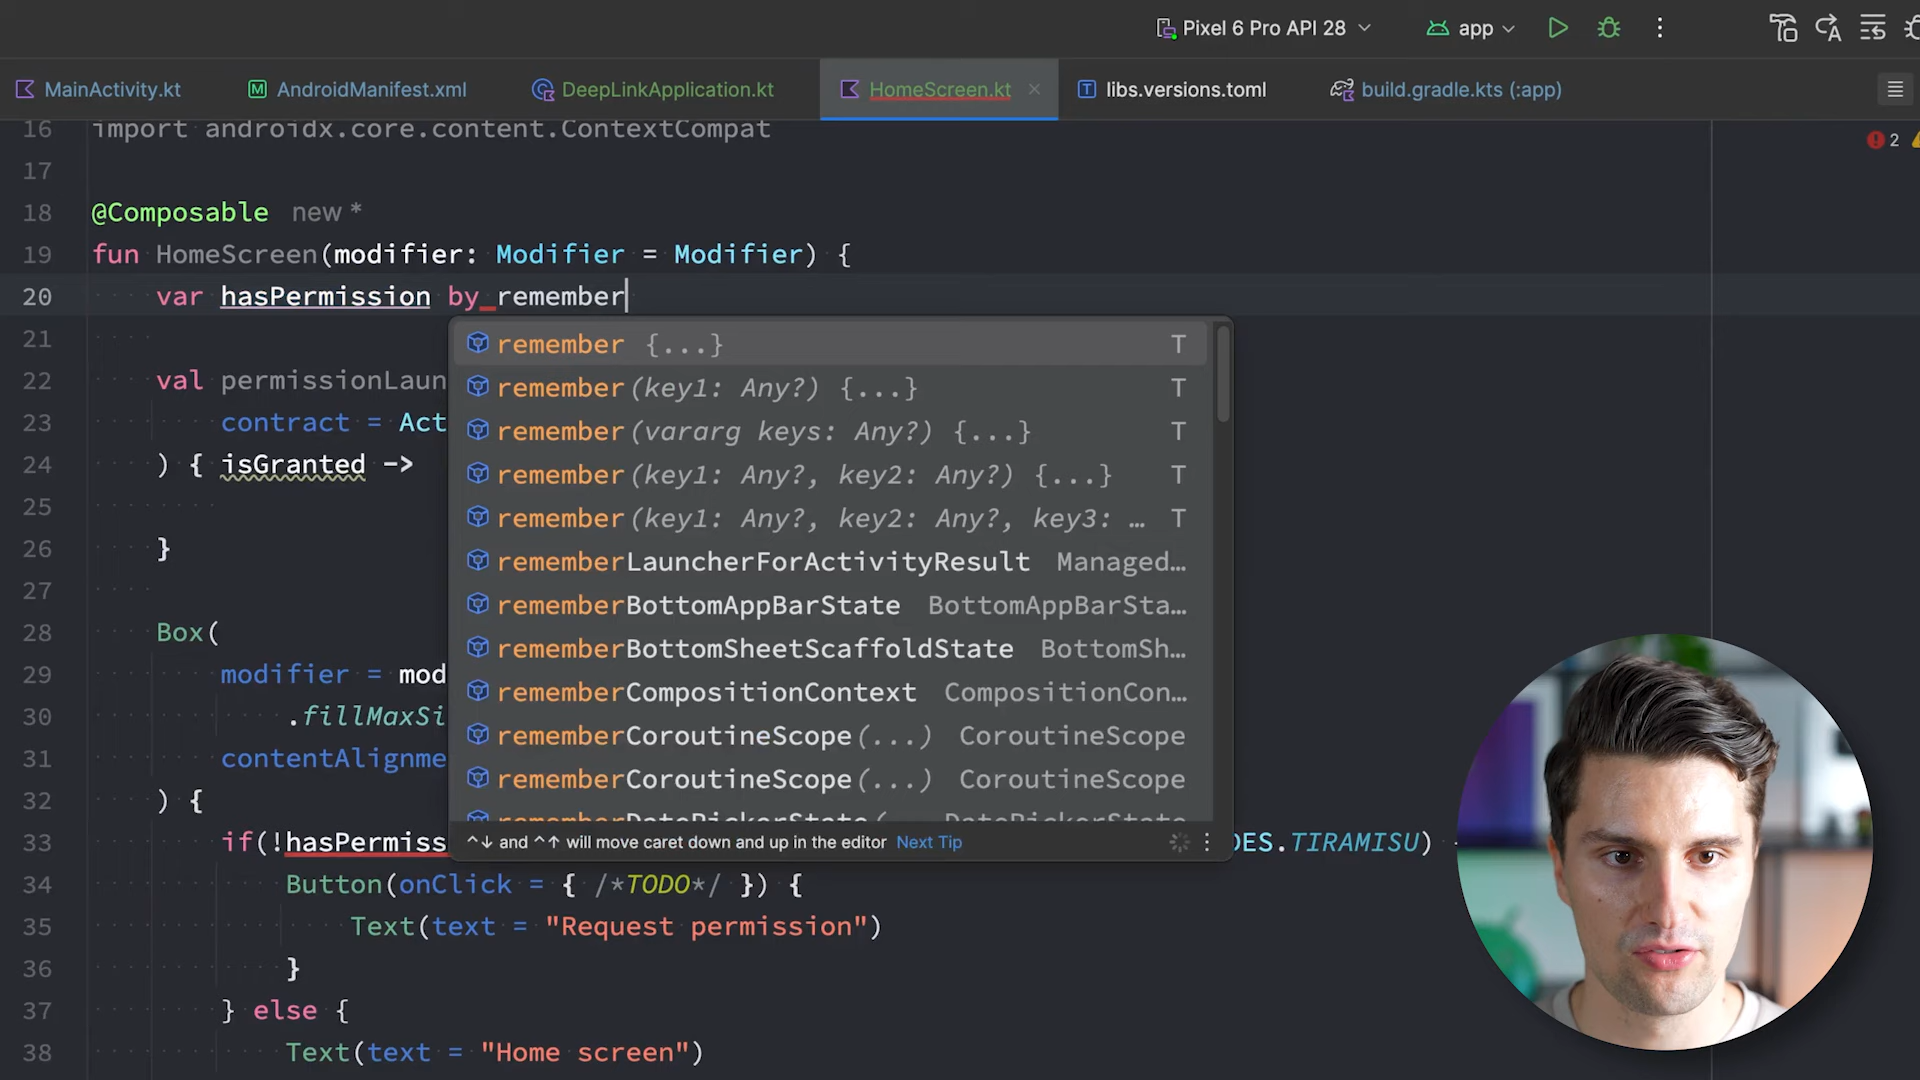 Pixel 6 Pro API 28
app
MainActivity.kt
AndroidManifest.xml
DeepLinkApplication.kt
HomeScreen.kt
libs.versions.toml
build.gradle.kts (:app)
2
16 import androidx.core.content.ContextCompat
17
18 @Composable new *
19 fun HomeScreen(modifier: Modifier = Modifier) {
20 var hasPermission by remember
21
22 val permissionLaun
23 contract = Act
24 ) { isGranted ->
25
26 }
27
28 Box(
29 modifier = mod
30 .fillMaxSi
31 contentAlignme
32 ) {
33 if(!hasPermiss DES.TIRAMISU)
34 Button(onClick = { /*TODO*/ }) {
35 Text(text = "Request permission")
36 }
37 } else {
38 Text(text = "Home screen")
remember {...} T
remember(key1: Any?) {...} T
remember(vararg keys: Any?) {...} T
remember(key1: Any?, key2: Any?) {...} T
remember(key1: Any?, key2: Any?, key3: … T
rememberLauncherForActivityResult Managed…
rememberBottomAppBarState BottomAppBarSta…
rememberBottomSheetScaffoldState BottomSh…
rememberCompositionContext CompositionCon…
rememberCoroutineScope(...) CoroutineScope
rememberCoroutineScope(...) CoroutineScope
rememberDatePickerState(… DatePickerState
^↓ and ^↑ will move caret down and up in the editor Next Tip